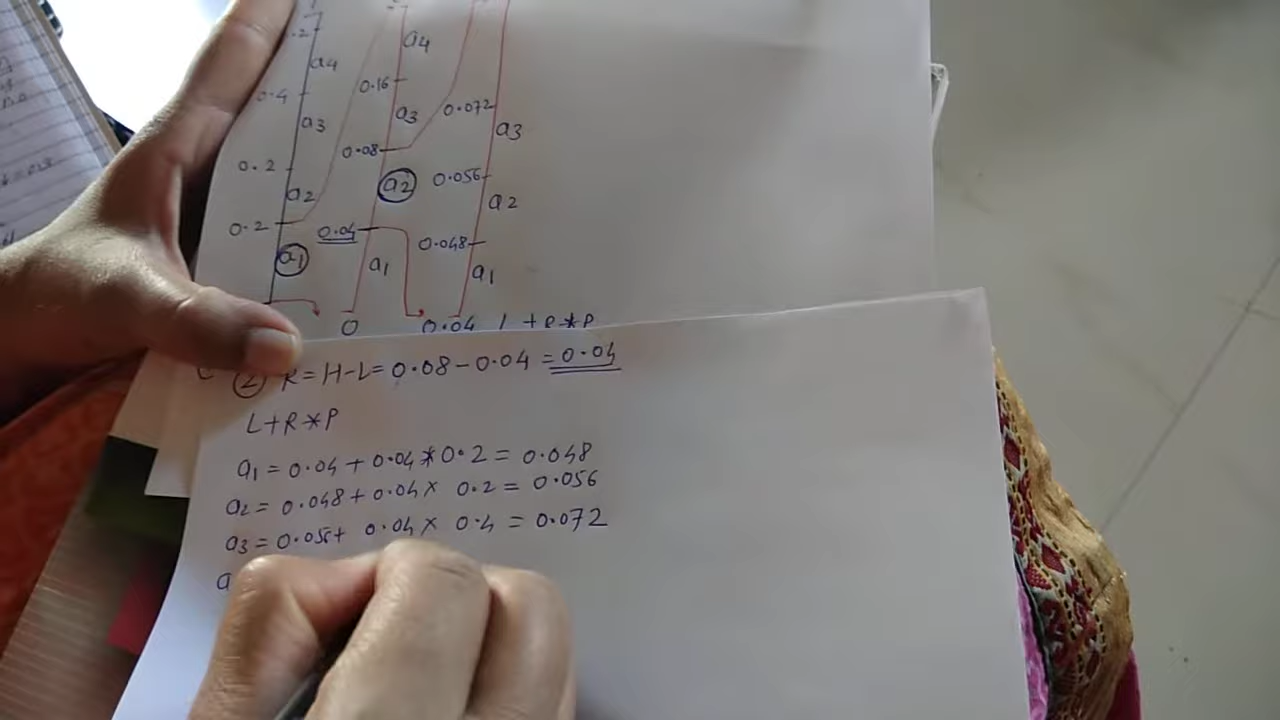 a4
a4
0.16
0.4
a3
a3
0.072
a3
0.08
0.2
a2
a2
0.056
a2
0.2
0.04
0.048
a1
a1
a1
0
0.04 L+R*P
② R=H-L= 0.08-0.04 = 0.04
L+R*P
a1 = 0.04 + 0.04 * 0.2 = 0.048
a2 = 0.048 + 0.04 × 0.2 = 0.056
a3 = 0.056 + 0.04 × 0.4 = 0.072
a